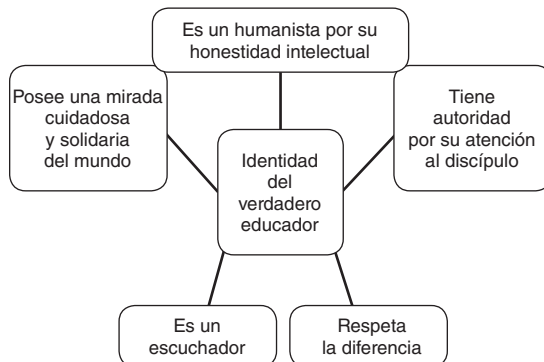 Es un humanista por su
honestidad intelectual
Posee una mirada
cuidadosa
y solidaria
del mundo
Tiene
autoridad
por su atención
al discípulo
Identidad
del
verdadero
educador
Es un
escuchador
Respeta
la diferencia